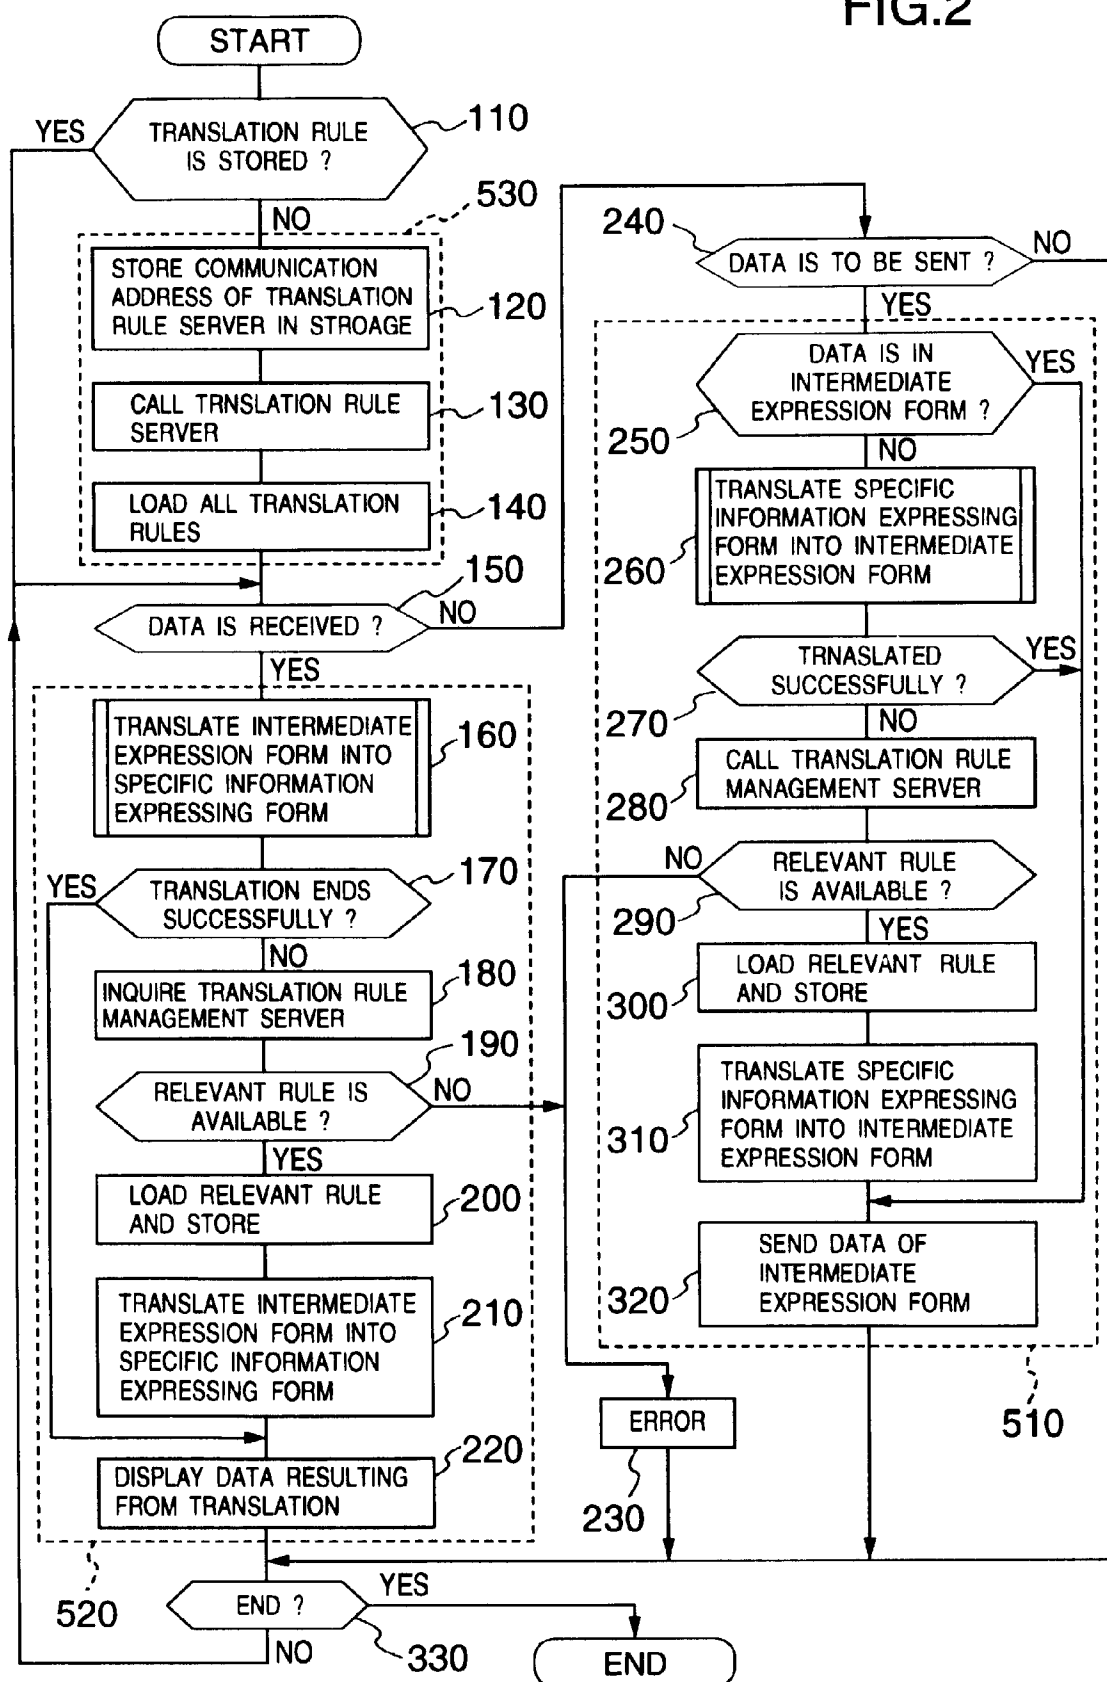 FIG.2
START
YES
TRANSLATION RULE
IS STORED ?
110
NO
530
STORE COMMUNICATION
ADDRESS OF TRANSLATION
RULE SERVER IN STROAGE
120
CALL TRNSLATION RULE
SERVER
130
LOAD ALL TRANSLATION
RULES
140
150
DATA IS RECEIVED ?
NO
YES
TRANSLATE INTERMEDIATE
EXPRESSION FORM INTO
SPECIFIC INFORMATION
EXPRESSING FORM
160
YES
TRANSLATION ENDS
SUCCESSFULLY ?
170
NO
INQUIRE TRANSLATION RULE
MANAGEMENT SERVER
180
190
RELEVANT RULE IS
AVAILABLE ?
NO
YES
LOAD RELEVANT RULE
AND STORE
200
TRANSLATE INTERMEDIATE
EXPRESSION FORM INTO
SPECIFIC INFORMATION
EXPRESSING FORM
210
220
DISPLAY DATA RESULTING
FROM TRANSLATION
520
END ?
YES
330
NO
END
240
DATA IS TO BE SENT ?
NO
YES
DATA IS IN
INTERMEDIATE
EXPRESSION FORM ?
YES
250
NO
TRANSLATE SPECIFIC
INFORMATION EXPRESSING
FORM INTO INTERMEDIATE
EXPRESSION FORM
260
TRNASLATED
SUCCESSFULLY ?
YES
270
NO
CALL TRANSLATION RULE
MANAGEMENT SERVER
280
NO
RELEVANT RULE
IS AVAILABLE ?
290
YES
LOAD RELEVANT RULE
AND STORE
300
TRANSLATE SPECIFIC
INFORMATION EXPRESSING
FORM INTO INTERMEDIATE
EXPRESSION FORM
310
SEND DATA OF
INTERMEDIATE
EXPRESSION FORM
320
510
ERROR
230